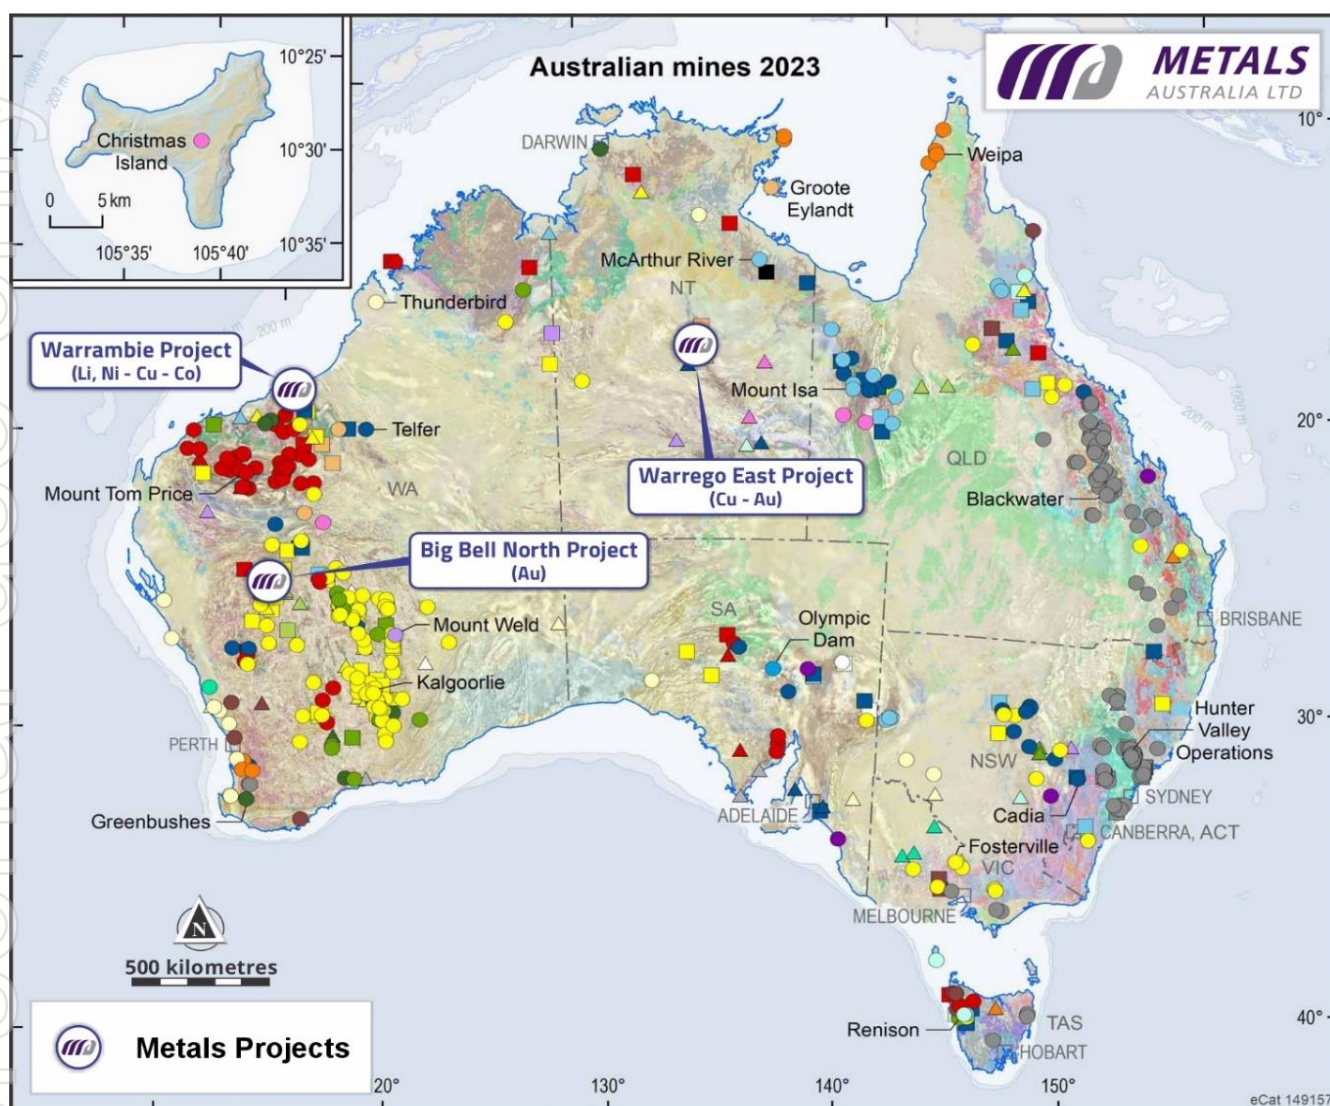 Australian mines 2023
METALS
AUSTRALIA LTD
10°25'
10°30'
10°35'
Christmas
Island
0 5 km
105°35' 105°40'
1000 m
200 m
10°
DARWIN
Weipa
Groote
Eylandt
McArthur River
NT
Thunderbird
200 m
Warrambie Project
(Li, Ni - Cu - Co)
Mount Isa
Telfer
20°
Warrego East Project
(Cu - Au)
QLD
Mount Tom Price
WA
Blackwater
Big Bell North Project
(Au)
SA
Olympic
Dam
BRISBANE
Mount Weld
Kalgoorlie
Hunter
Valley
Operations
30°
PERTH
NSW
SYDNEY
Greenbushes
ADELAIDE
Cadia
CANBERRA, ACT
Fosterville
VIC
MELBOURNE
N
500 kilometres
Renison
TAS
HOBART
40°
Metals Projects
20° 130° 140° 150°
eCat 149157